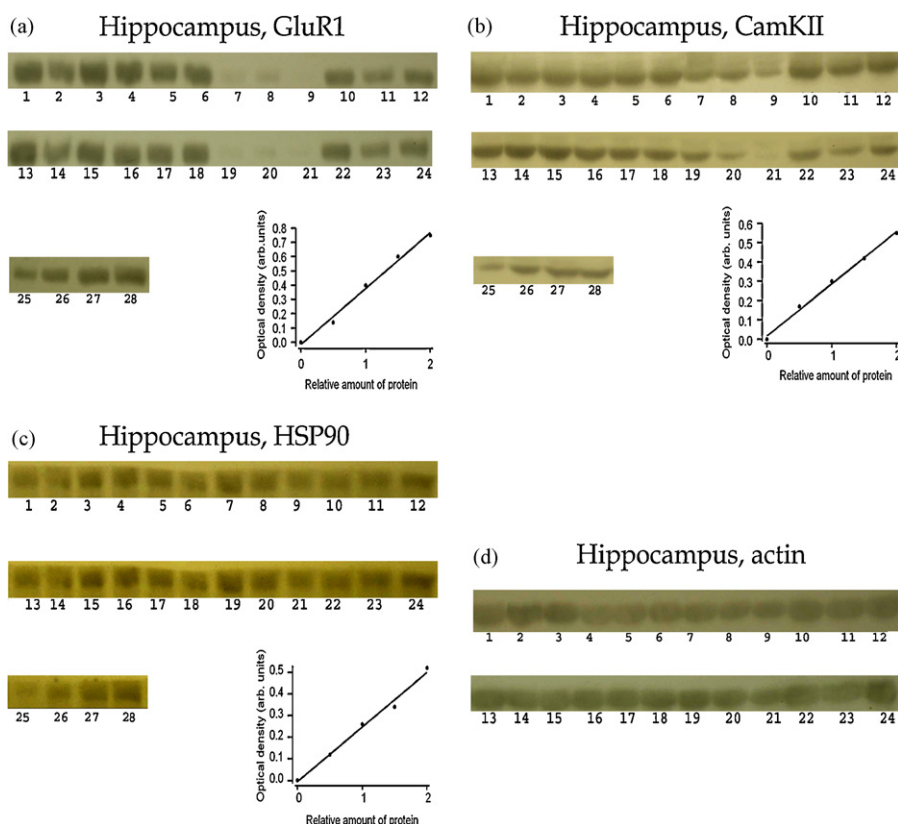 (a) Hippocampus, GluR1
1 2 3 4 5 6 7 8 9 10 11 12
13 14 15 16 17 18 19 20 21 22 23 24
25 26 27 28
Optical density (arb.units)
0.8
0.7
0.6
0.5
0.4
0.3
0.2
0.1
0.0
0 1 2
Relative amount of protein
(b) Hippocampus, CamKII
1 2 3 4 5 6 7 8 9 10 11 12
13 14 15 16 17 18 19 20 21 22 23 24
25 26 27 28
Optical density (arb. units)
0.6
0.5
0.4
0.3
0.2
0.1
0.0
0 1 2
Relative amount of protein
(c) Hippocampus, HSP90
1 2 3 4 5 6 7 8 9 10 11 12
13 14 15 16 17 18 19 20 21 22 23 24
25 26 27 28
Optical density (arb. units)
0.5
0.4
0.3
0.2
0.1
0.0
0 1 2
Relative amount of protein
(d) Hippocampus, actin
1 2 3 4 5 6 7 8 9 10 11 12
13 14 15 16 17 18 19 20 21 22 23 24